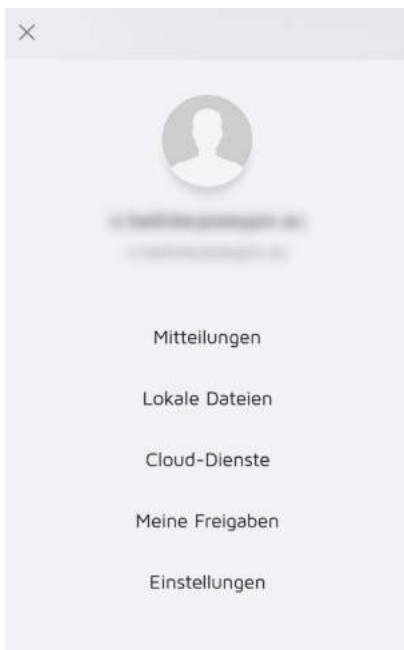 Mitteilungen
Lokale Dateien
Cloud-Dienste
Meine Freigaben
Einstellungen